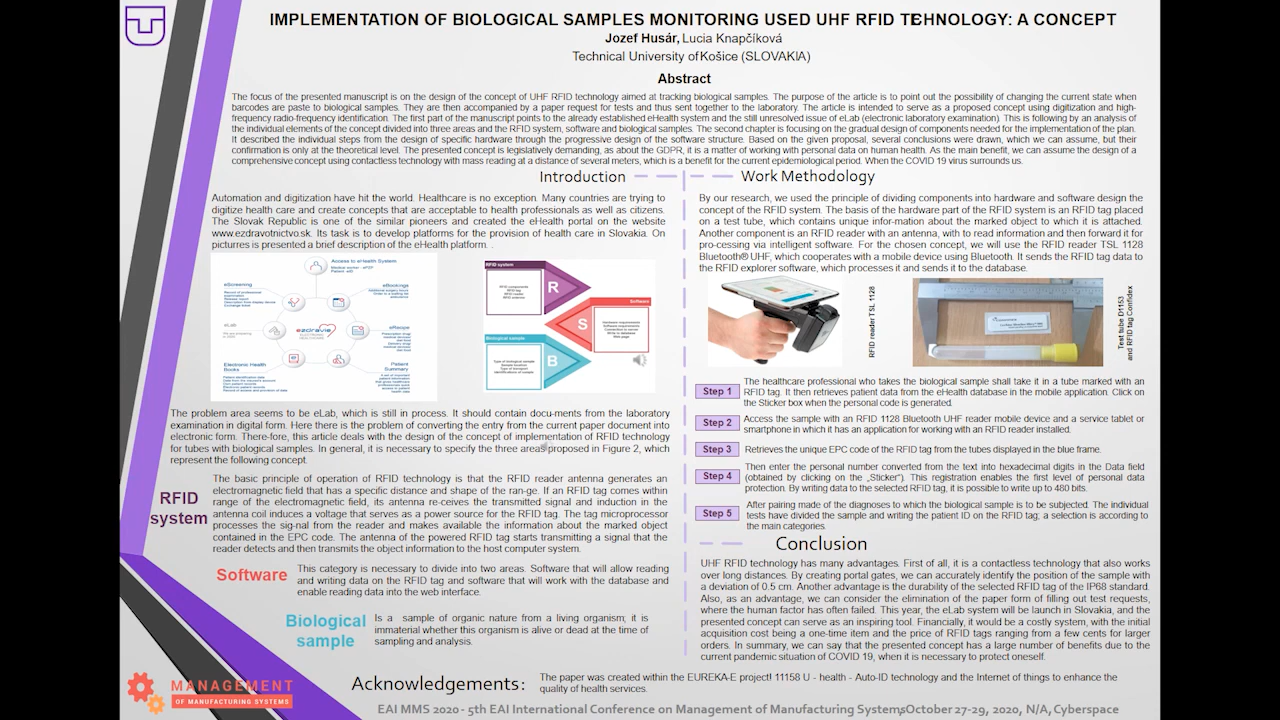 IMPLEMENTATION OF BIOLOGICAL SAMPLES MONITORING USED UHF RFID TECHNOLOGY: A CONCEPT
Jozef Husár, Lucia Knapčíková
Technical University of Košice (SLOVAKIA)
Abstract
The focus of the presented manuscript is on the design of the concept of UHF RFID technology aimed at tracking biological samples. The purpose of the article is to point out the possibility of changing the current state when
barcodes are paste to biological samples. They are then accompanied by a paper request for tests and thus sent together to the laboratory. The article is intended to serve as a proposed concept using digitization and high-
frequency radio-frequency identification. The first part of the manuscript points to the already established eHealth system and the still unresolved issue of eLab (electronic laboratory examination). This is following by an analysis of
the individual elements of the concept divided into three areas and the RFID system, software and biological samples. The second chapter is focusing on the gradual design of components needed for the implementation of the plan.
It described the individual steps from the design of specific hardware through the progressive design of the software structure. Based on the given proposal, several conclusions were drawn, which we can assume, but their
confirmation is only at the theoretical level. The presented concept is legislatively demanding, as about the GDPR, it is a matter of working with personal data on human health. As the main benefit, we can assume the design of a
comprehensive concept using contactless technology with mass reading at a distance of several meters, which is a benefit for the current epidemiological period. When the COVID 19 virus surrounds us.
Introduction
Automation and digitization have hit the world. Healthcare is no exception. Many countries are trying to
digitize health care and create concepts that are acceptable to health professionals as well as citizens.
The Slovak Republic is one of the similar pioneers and created the eHealth portal on the website
www.ezdravotnictvo.sk. Its task is to develop platforms for the provision of health care in Slovakia. On
picturres is presented a brief description of the eHealth platform. .
Access to eHealth System
Medical worker - ePZP
Patient - eID
eScreening
eBookings
eLab
ezdravie
eRecipe
Electronic Health
Books
Patient
Summary
RFID system
RFID components
RFID tag
RFID reader
RFID antenna
R
Software
S
Biological sample
Type of biological sample
Sample location
Type of transport
identifications of sample
B
The problem area seems to be eLab, which is still in process. It should contain docu-ments from the laboratory
examination in digital form. Here there is the problem of converting the entry from the current paper document into
electronic form. There-fore, this article deals with the design of the concept of implementation of RFID technology
for tubes with biological samples. In general, it is necessary to specify the three areas proposed in Figure 2, which
represent the following concept.
RFID
system
The basic principle of operation of RFID technology is that the RFID reader antenna generates an
electromagnetic field that has a specific distance and shape of the ran-ge. If an RFID tag comes within
range of the electromagnetic field, its antenna re-ceives the transmitted signal and induction in the
antenna coil induces a voltage that serves as a power source for the RFID tag. The tag microprocessor
processes the sig-nal from the reader and makes available the information about the marked object
contained in the EPC code. The antenna of the powered RFID tag starts transmitting a signal that the
reader detects and then transmits the object information to the host computer system.
Software
This category is necessary to divide into two areas. Software that will allow reading
and writing data on the RFID tag and software that will work with the database and
enable reading data into the web interface.
Biological
sample
Is a sample of organic nature from a living organism; it is
immaterial whether this organism is alive or dead at the time of
sampling and analysis.
Work Methodology
By our research, we used the principle of dividing components into hardware and software design the
concept of the RFID system. The basis of the hardware part of the RFID system is an RFID tag placed
on a test tube, which contains unique infor-mation about the marked object to which it is attached.
Another component is an RFID reader with an antenna, with to read information and then forward it for
pro-cessing via intelligent software. For the chosen concept, we will use the RFID reader TSL 1128
Bluetooth® UHF, which cooperates with a mobile device using Bluetooth. It sends the RFID tag data to
the RFID explorer software, which processes it and sends it to the database.
RFID reader TSL 1128
Test tube D1153
and RFID tag Confidex
Step 1
The healthcare professional who takes the biological sample shall take it in a tube marked with an
RFID tag. It then retrieves patient data from the eHealth database in the mobile application. Click on
the Sticker box when the personal code is generated.
Step 2
Access the sample with an RFID 1128 Bluetooth UHF reader mobile device and a service tablet or
smartphone in which it has an application for working with an RFID reader installed.
Step 3
Retrieves the unique EPC code of the RFID tag from the tubes displayed in the blue frame.
Step 4
Then enter the personal number converted from the text into hexadecimal digits in the Data field
(obtained by clicking on the „Sticker"). This registration enables the first level of personal data
protection. By writing data to the selected RFID tag, it is possible to write up to 480 bits.
Step 5
After pairing made of the diagnoses to which the biological sample is to be subjected. The individual
tests have divided the sample and writing the patient ID on the RFID tag; a selection is according to
the main categories.
Conclusion
UHF RFID technology has many advantages. First of all, it is a contactless technology that also works
over long distances. By creating portal gates, we can accurately identify the position of the sample with
a deviation of 0.5 cm. Another advantage is the durability of the selected RFID tag of the IP68 standard.
Also, as an advantage, we can consider the elimination of the paper form of filling out test requests,
where the human factor has often failed. This year, the eLab system will be launch in Slovakia, and the
presented concept can serve as an inspiring tool. Financially, it would be a costly system, with the initial
acquisition cost being a one-time item and the price of RFID tags ranging from a few cents for larger
orders. In summary, we can say that the presented concept has a large number of benefits due to the
current pandemic situation of COVID 19, when it is necessary to protect oneself.
MANAGEMENT
OF MANUFACTURING SYSTEMS
Acknowledgements:
The paper was created within the EUREKA-E project! 11158 U - health - Auto-ID technology and the Internet of things to enhance the
quality of health services.
EAI MMS 2020 - 5th EAI International Conference on Management of Manufacturing Systems, October 27-29, 2020, N/A, Cyberspace